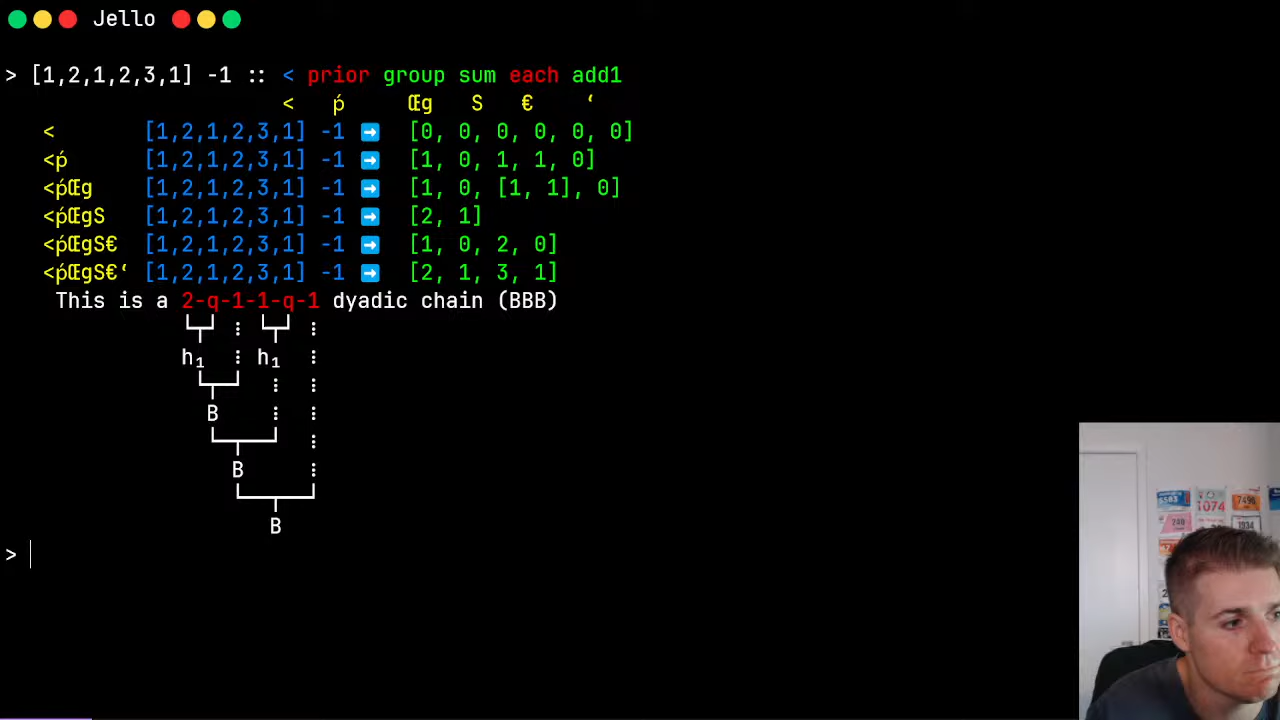 Jello
> [1,2,1,2,3,1] -1 :: < prior group sum each add1
< ṕ Œg S € ‘
< [1,2,1,2,3,1] -1 ➡ [0, 0, 0, 0, 0, 0]
<ṕ [1,2,1,2,3,1] -1 ➡ [1, 0, 1, 1, 0]
<ṕŒg [1,2,1,2,3,1] -1 ➡ [1, 0, [1, 1], 0]
<ṕŒgS [1,2,1,2,3,1] -1 ➡ [2, 1]
<ṕŒgS€ [1,2,1,2,3,1] -1 ➡ [1, 0, 2, 0]
<ṕŒgS€‘ [1,2,1,2,3,1] -1 ➡ [2, 1, 3, 1]
This is a 2-q-1-1-q-1 dyadic chain (BBB)
h₁ h₁
B
B
B
>
5583 1074 7490
740 1934